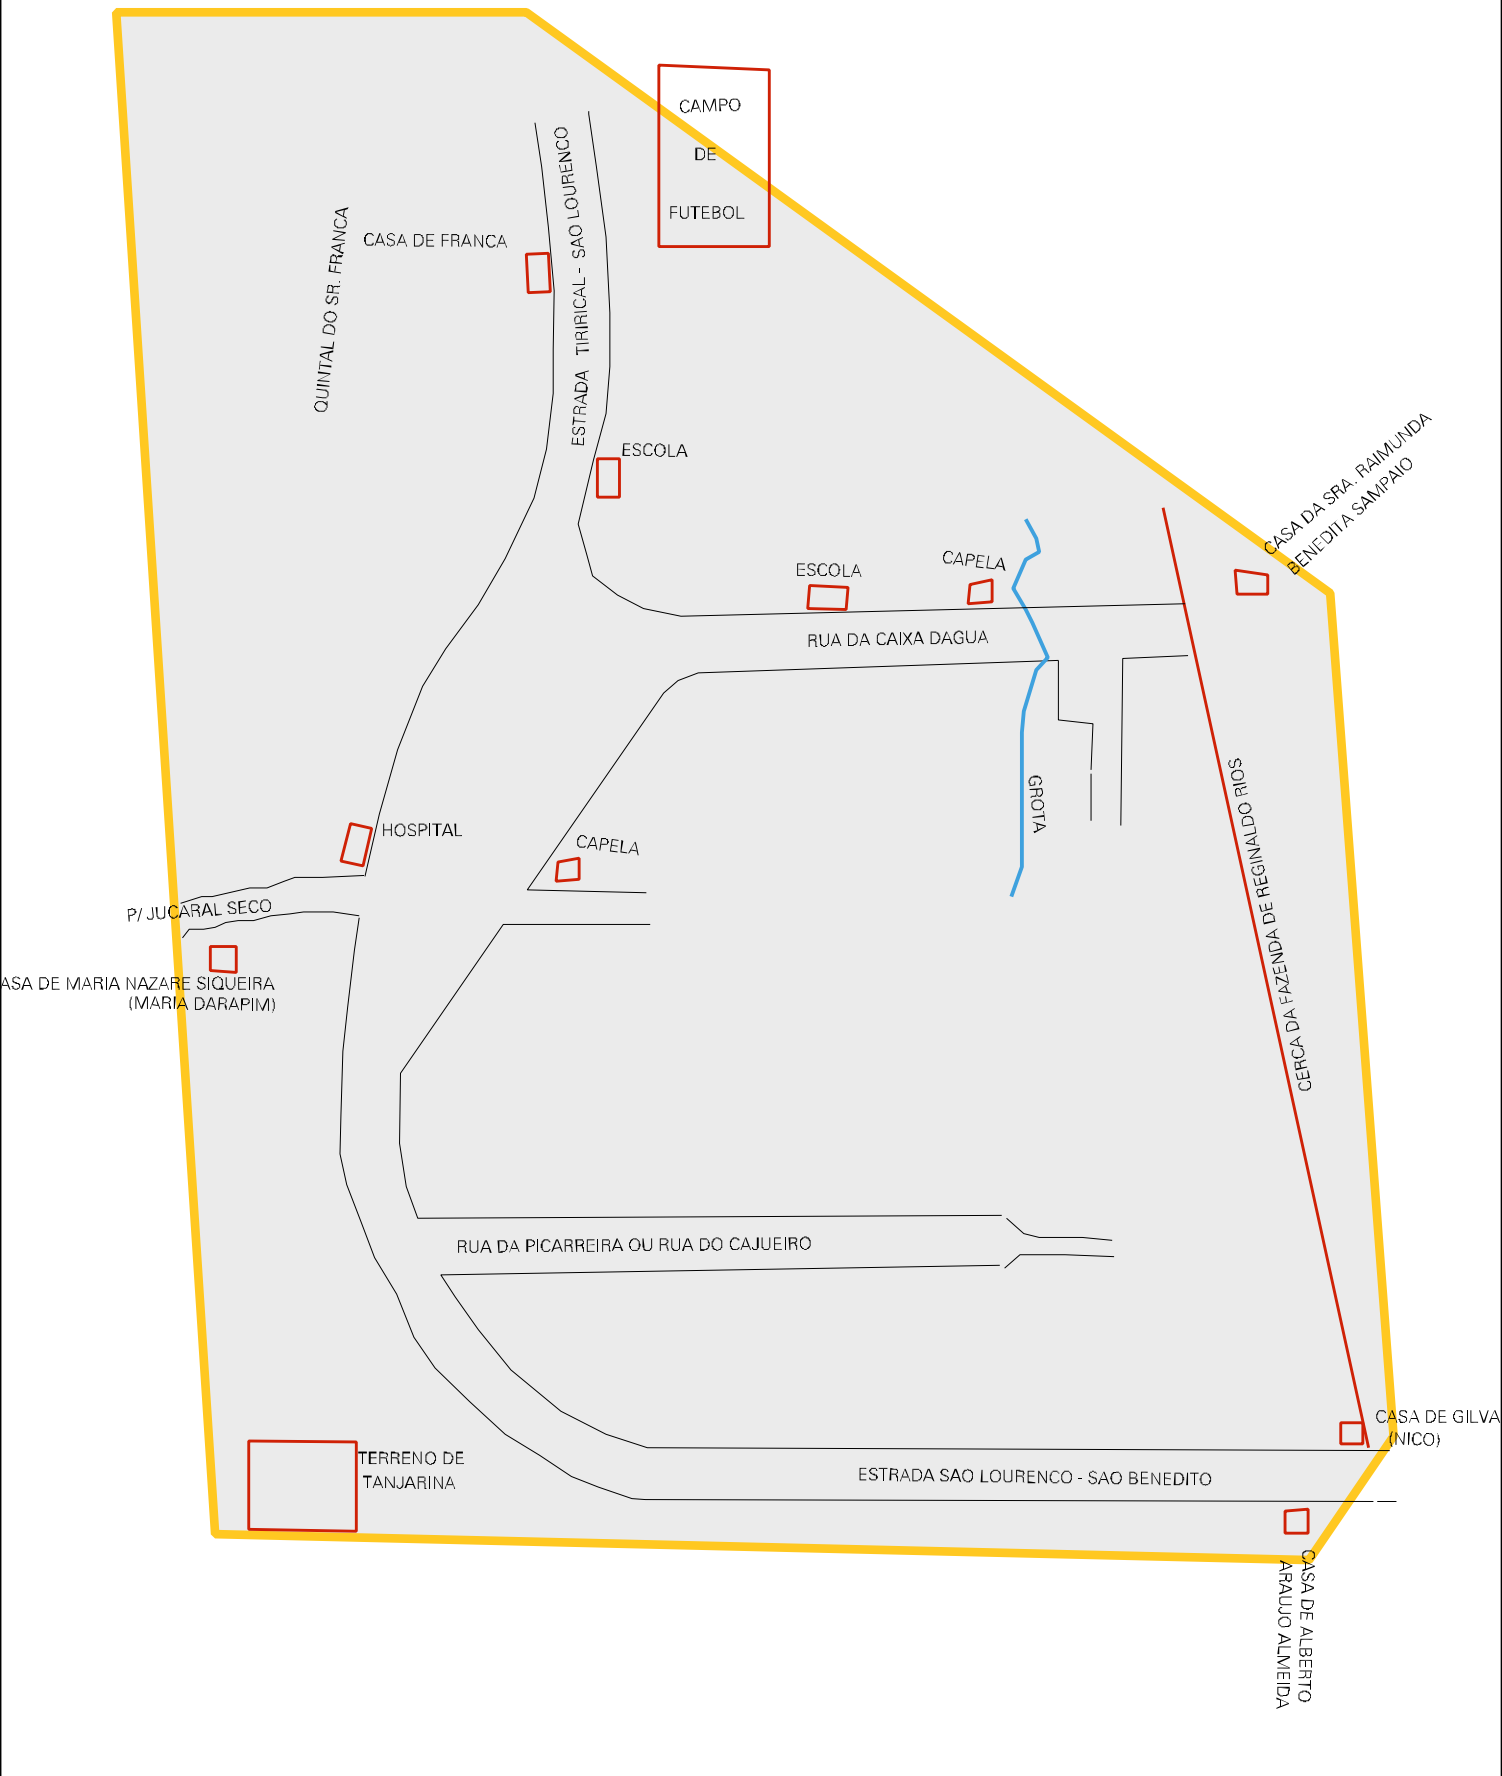 CAMPO
DE
FUTEBOL
ESTRADA TIRIRICAL - SAO LOURENCO
QUINTAL DO SR. FRANCA
CASA DE FRANCA
ESCOLA
CASA DA SRA. RAIMUNDA
BENEDITA SAMPAIO
ESCOLA
CAPELA
RUA DA CAIXA DAGUA
GROTA
CERCA DA FAZENDA DE REGINALDO RIOS
HOSPITAL
CAPELA
P/ JUCARAL SECO
ASA DE MARIA NAZARE SIQUEIRA
(MARIA DARAPIM)
RUA DA PICARREIRA OU RUA DO CAJUEIRO
CASA DE GILVA
(NICO)
TERRENO DE
TANJARINA
ESTRADA SAO LOURENCO - SAO BENEDITO
CASA DE ALBERTO
ARAUJO ALMEIDA